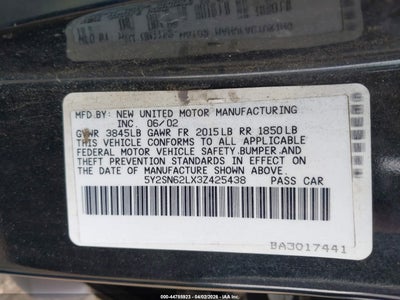 MFD BY: NEW UNITED MOTOR MANUFACTURING
INC. 06/02
GVWR 3845LB GAWR FR 2015LB RR 1850LB
THIS VEHICLE CONFORMS TO ALL APPLICABLE
FEDERAL MOTOR VEHICLE SAFETY,BUMPER,AND
THEFT PREVENTION STANDARDS IN EFFECT ON
THE DATE OF MANUFACTURE SHOWN ABOVE.
5Y2SN62LX3Z425438 PASS CAR
BA3017441
000-44755923 - 04/02/2026 - IAA